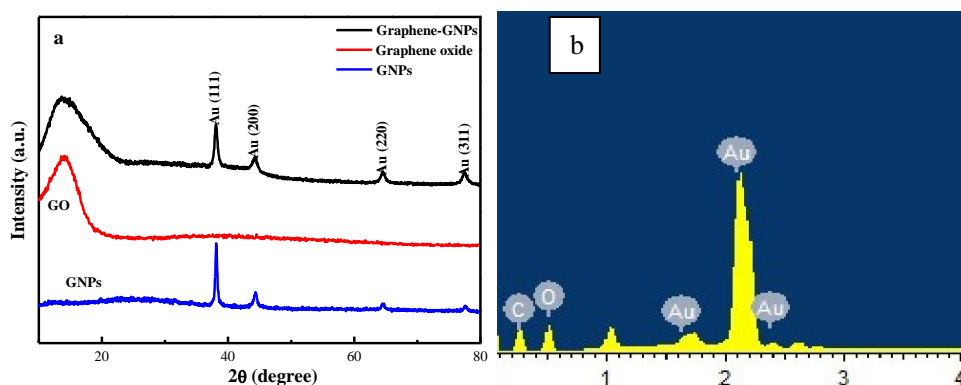 a
Graphene-GNPs
Graphene oxide
GNPs
Au (111)
Au (200)
Au (220)
Au (311)
GO
GNPs
Intensity (a.u.)
20 40 60 80
2θ (degree)
b
C O Au Au Au
1 2 3 4